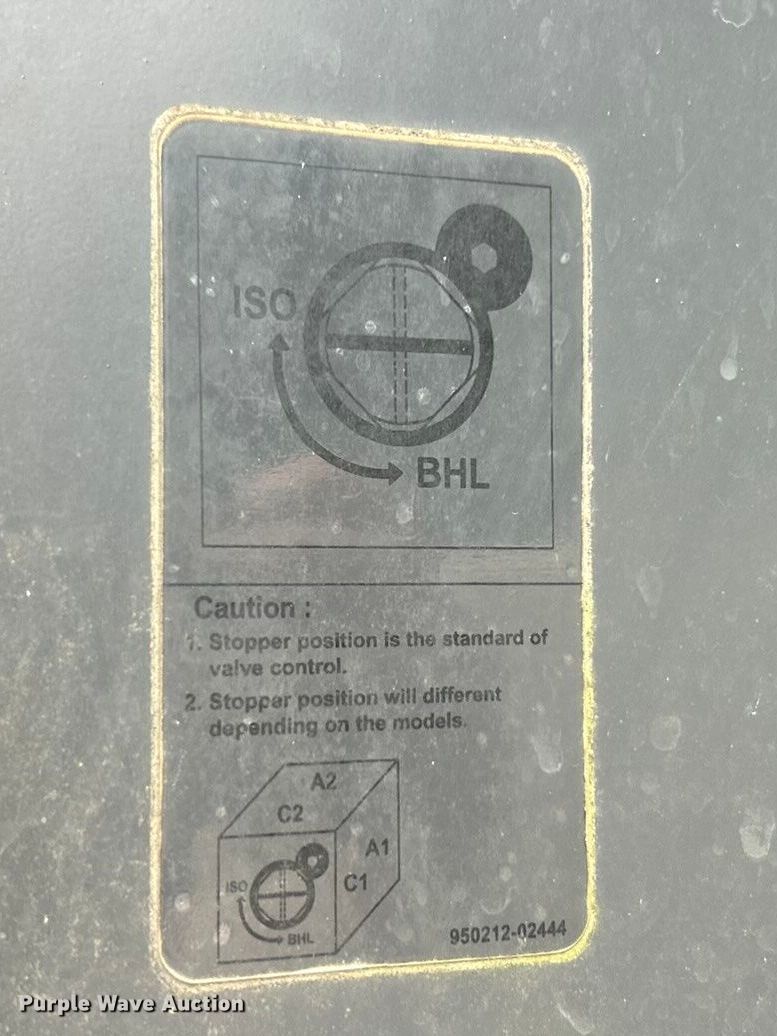 ISO
BHL
Caution :
1. Stopper position is the standard of
valve control.
2. Stopper position will different
depending on the models.
A2
C2
A1
C1
ISO
BHL
950212-02444
Purple Wave Auction